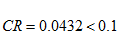 CR = 0.0432 < 0.1